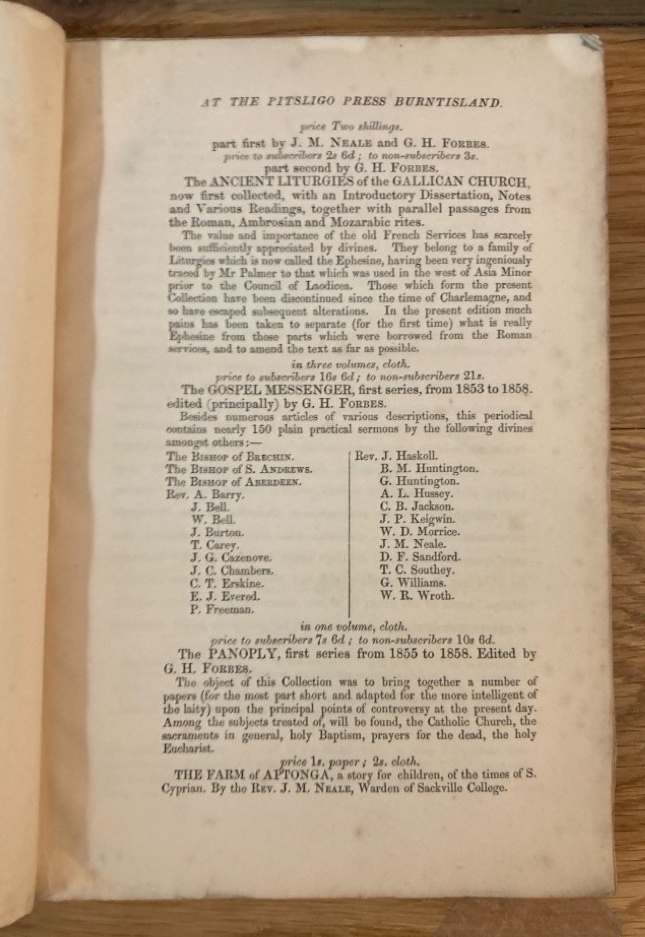 AT THE PITSLIGO PRESS BURNTISLAND.
price Two shillings.
part first by J. M. NEALE and G. H. FORBES.
price to subscribers 2s 6d; to non-subscribers 3s.
part second by G. H. FORBES.
The ANCIENT LITURGIES of the GALLICAN CHURCH,
now first collected, with an Introductory Dissertation, Notes
and Various Readings, together with parallel passages from
the Roman, Ambrosian and Mozarabic rites.
The value and importance of the old French Services has scarcely
been sufficiently appreciated by divines. They belong to a family of
Liturgies which is now called the Ephesine, having been very ingeniously
traced by Mr Palmer to that which was used in the west of Asia Minor
prior to the Council of Laodicea. Those which form the present
Collection have been discontinued since the time of Charlemagne, and
so have escaped subsequent alterations. In the present edition much
pains has been taken to separate (for the first time) what is really
Ephesine from those parts which were borrowed from the Roman
services, and to amend the text as far as possible.
in three volumes, cloth.
price to subscribers 16s 6d; to non-subscribers 21s.
The GOSPEL MESSENGER, first series, from 1853 to 1858.
edited (principally) by G. H. FORBES.
Besides numerous articles of various descriptions, this periodical
contains nearly 150 plain practical sermons by the following divines
amongst others:—
The BISHOP of BRECHIN.
The BISHOP of S. ANDREWS.
The BISHOP of ABERDEEN.
Rev. A. Barry.
J. Bell.
W. Bell.
J. Burton.
T. Carey.
J. G. Cazenove.
J. C. Chambers.
C. T. Erskine.
E. J. Evered.
P. Freeman.
Rev. J. Haskoll.
B. M. Huntington.
G. Huntington.
A. L. Hussey.
C. B. Jackson.
J. P. Keigwin.
W. D. Morrice.
J. M. Neale.
D. F. Sandford.
T. C. Southey.
G. Williams.
W. R. Wroth.
in one volume, cloth.
price to subscribers 7s 6d; to non-subscribers 10s 6d.
The PANOPLY, first series from 1855 to 1858. Edited by
G. H. FORBES.
The object of this Collection was to bring together a number of
papers (for the most part short and adapted for the more intelligent of
the laity) upon the principal points of controversy at the present day.
Among the subjects treated of, will be found, the Catholic Church, the
sacraments in general, holy Baptism, prayers for the dead, the holy
Eucharist.
price 1s. paper; 2s. cloth.
THE FARM of APTONGA, a story for children, of the times of S.
Cyprian. By the REV. J. M. NEALE, Warden of Sackville College.